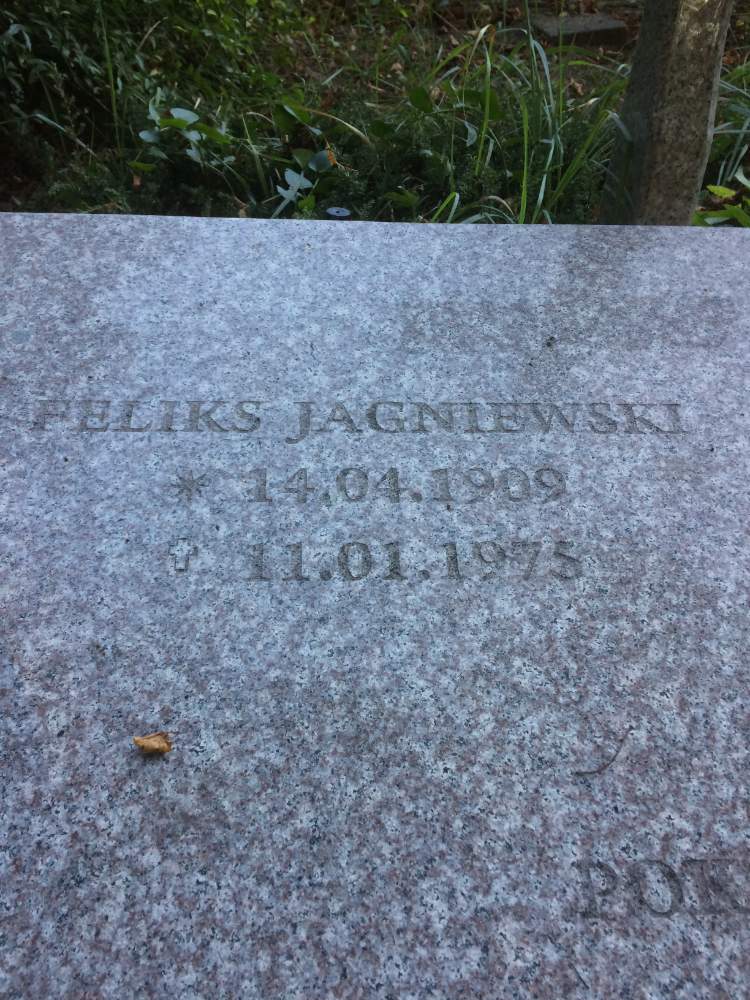 FELIKS JAGNIEWSKI
* 14.04.1909
✝ 11.01.1975